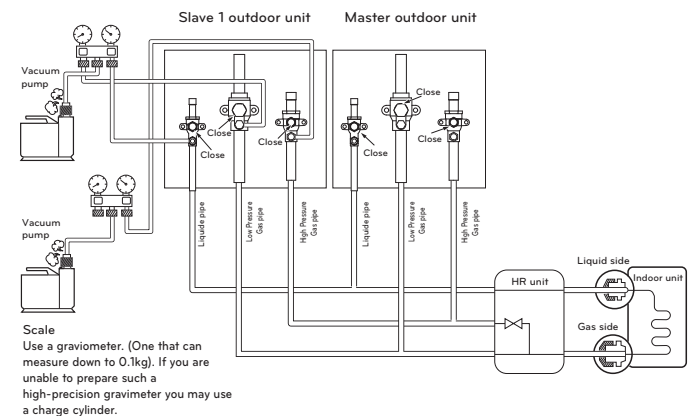 Slave 1 outdoor unit
Master outdoor unit
Vacuum
pump
Close
Close
Close
Close
Close
Close
Liquide pipe
Low Pressure
Gas pipe
High Pressure
Gas pipe
Liquide pipe
Low Pressure
Gas pipe
High Pressure
Gas pipe
Vacuum
pump
HR unit
Liquid side
Indoor unit
Gas side
Scale
Use a graviometer. (One that can
measure down to 0.1kg). If you are
unable to prepare such a
high-precision gravimeter you may use
a charge cylinder.